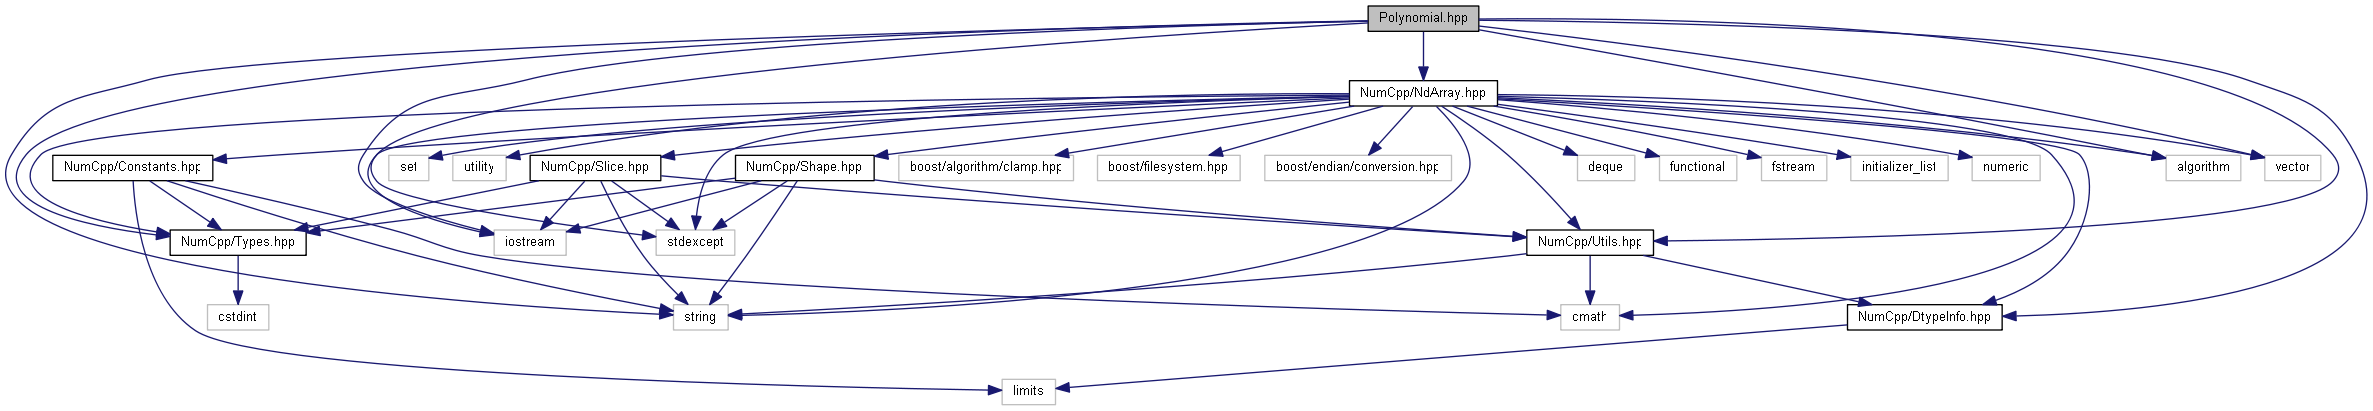 Polynomial.hpp
NumCpp/NdArray.hpp
NumCpp/Constants.hpp
set
utility
NumCpp/Slice.hpp
NumCpp/Shape.hpp
boost/algorithm/clamp.hpp
boost/filesystem.hpp
boost/endian/conversion.hpp
deque
functional
fstream
initializer_list
numeric
algorithm
vector
NumCpp/Types.hpp
iostream
stdexcept
NumCpp/Utils.hpp
cstdint
string
cmath
NumCpp/DtypeInfo.hpp
limits